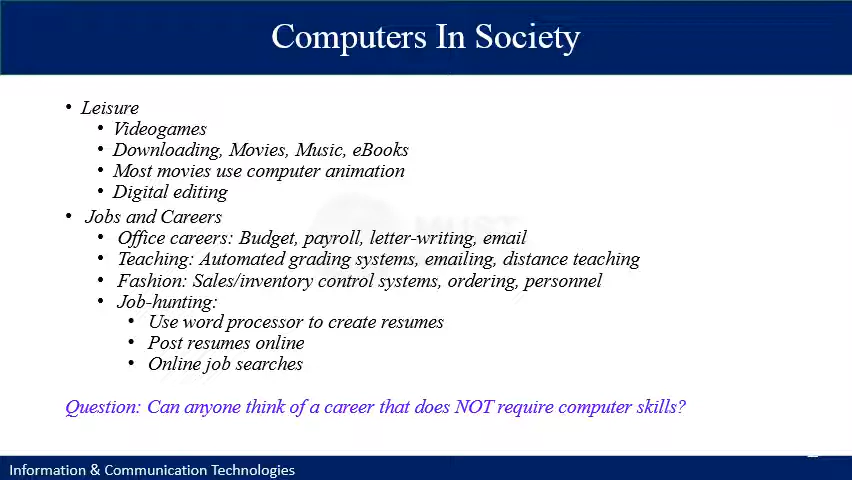 Computers In Society
• Leisure
• Videogames
• Downloading, Movies, Music, eBooks
• Most movies use computer animation
• Digital editing
• Jobs and Careers
• Office careers: Budget, payroll, letter-writing, email
• Teaching: Automated grading systems, emailing, distance teaching
• Fashion: Sales/inventory control systems, ordering, personnel
• Job-hunting:
• Use word processor to create resumes
• Post resumes online
• Online job searches
Question: Can anyone think of a career that does NOT require computer skills?
Information & Communication Technologies